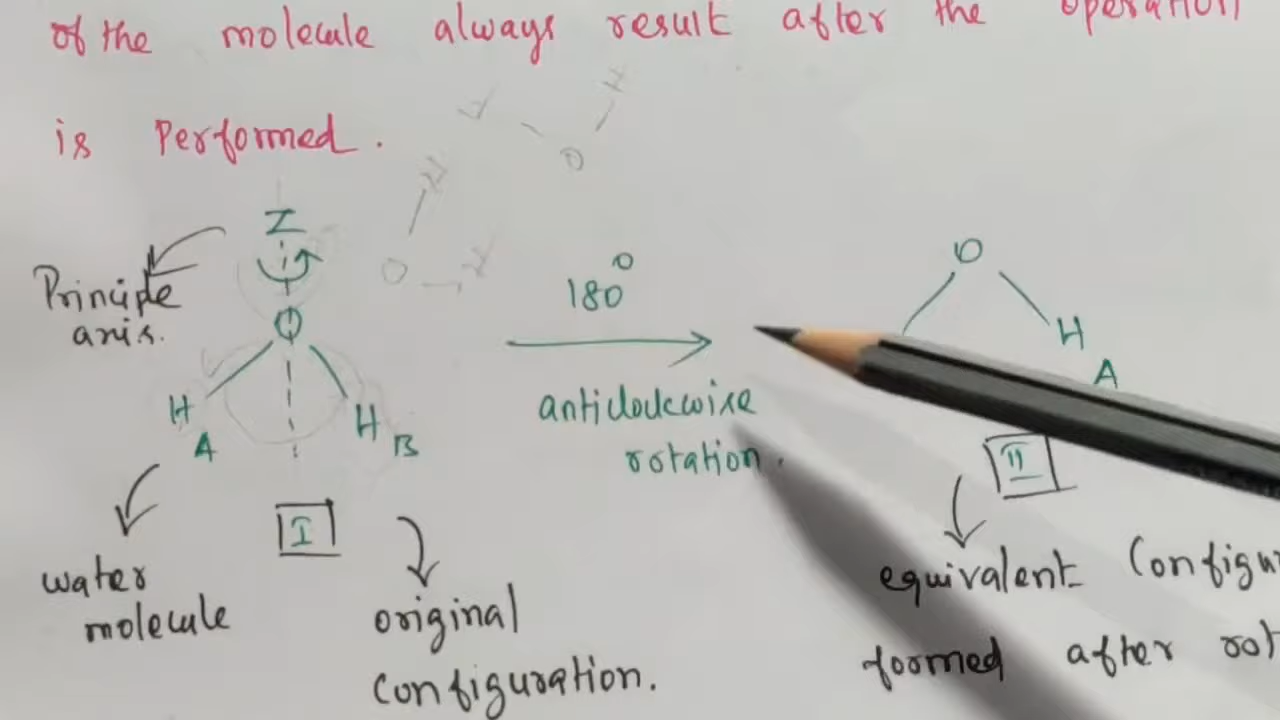 of the molecule always result after the operation
is Performed.
Z
Principle
axis.
O
H
A
H
B
I
water
molecule
original
configuration.
180°
anticlockwise
rotation.
O
H
A
II
equivalent
formed after
H
O
H
O
H